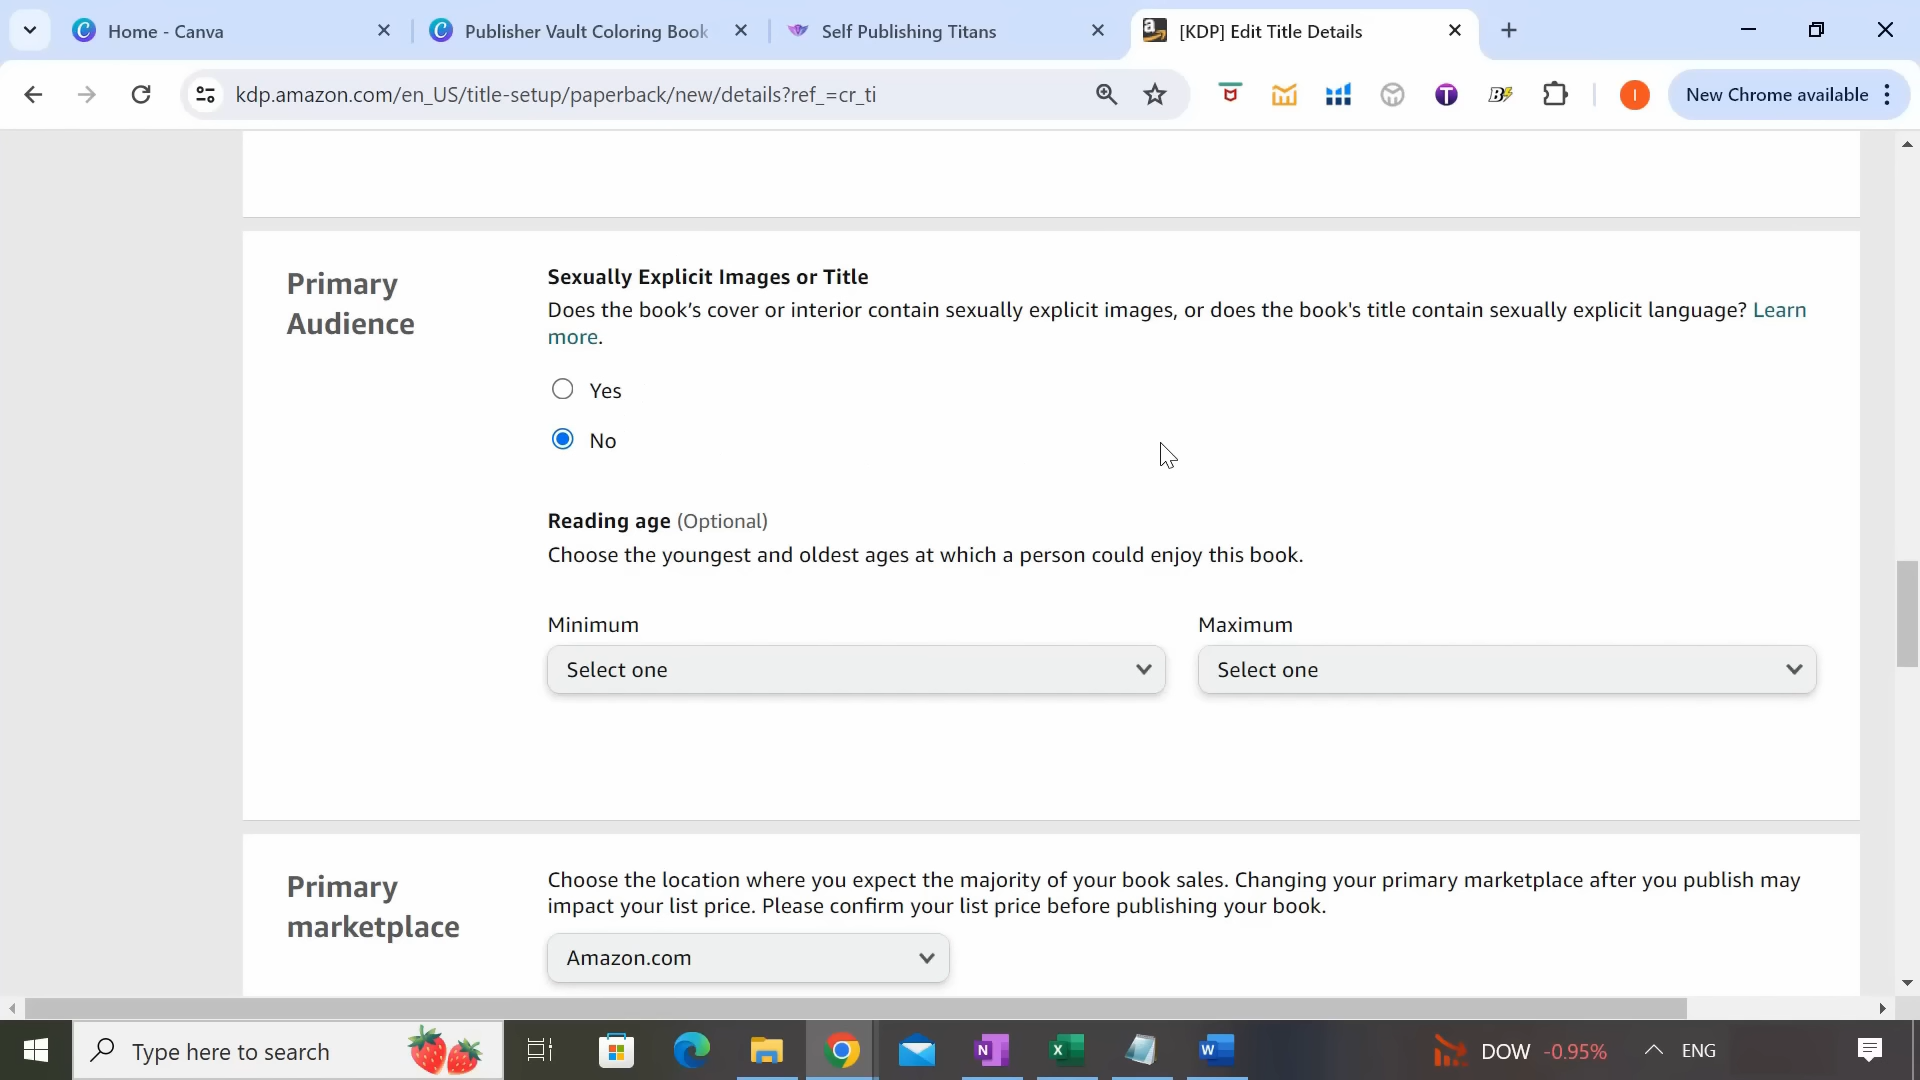 Home - Canva
Publisher Vault Coloring Book
Self Publishing Titans
[KDP] Edit Title Details
kdp.amazon.com/en_US/title-setup/paperback/new/details?ref_=cr_ti
New Chrome available
Primary
Audience
Sexually Explicit Images or Title
Does the book’s cover or interior contain sexually explicit images, or does the book's title contain sexually explicit language? Learn
more.
Yes
No
Reading age (Optional)
Choose the youngest and oldest ages at which a person could enjoy this book.
Minimum
Maximum
Select one
Select one
Primary
marketplace
Choose the location where you expect the majority of your book sales. Changing your primary marketplace after you publish may
impact your list price. Please confirm your list price before publishing your book.
Amazon.com
Type here to search
DOW -0.95%
ENG